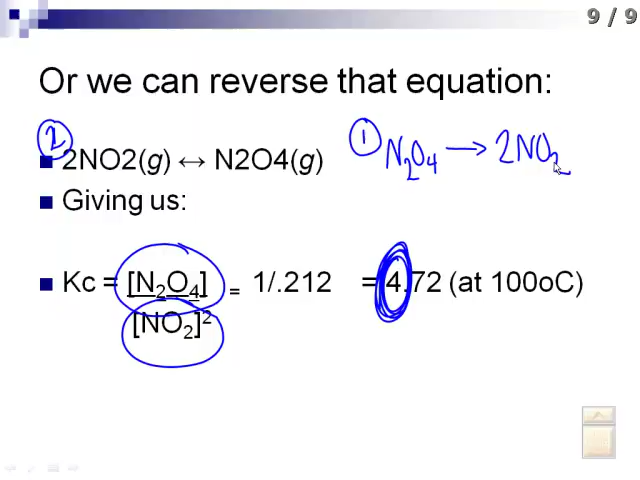 9 / 9
Or we can reverse that equation:
2
2NO2(g) ↔ N2O4(g)
1 N₂O₄ → 2NO₂
Giving us:
Kc = [N₂O₄] = 1/.212 = 4.72 (at 100oC)
[NO₂]²